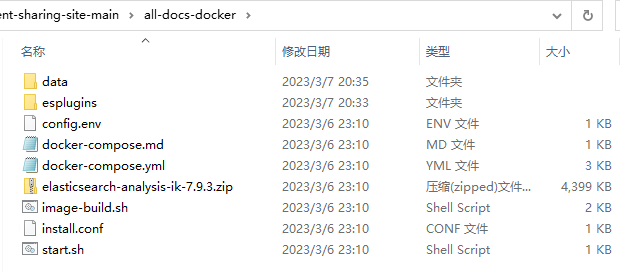 ent-sharing-site-main › all-docs-docker ›
名称 修改日期 类型 大小
data 2023/3/7 20:35 文件夹
esplugins 2023/3/7 20:33 文件夹
config.env 2023/3/6 23:10 ENV 文件 1 KB
docker-compose.md 2023/3/6 23:10 MD 文件 1 KB
docker-compose.yml 2023/3/6 23:10 YML 文件 3 KB
elasticsearch-analysis-ik-7.9.3.zip 2023/3/6 23:10 压缩(zipped)文件... 4,399 KB
image-build.sh 2023/3/6 23:10 Shell Script 2 KB
install.conf 2023/3/6 23:10 CONF 文件 1 KB
start.sh 2023/3/6 23:10 Shell Script 1 KB